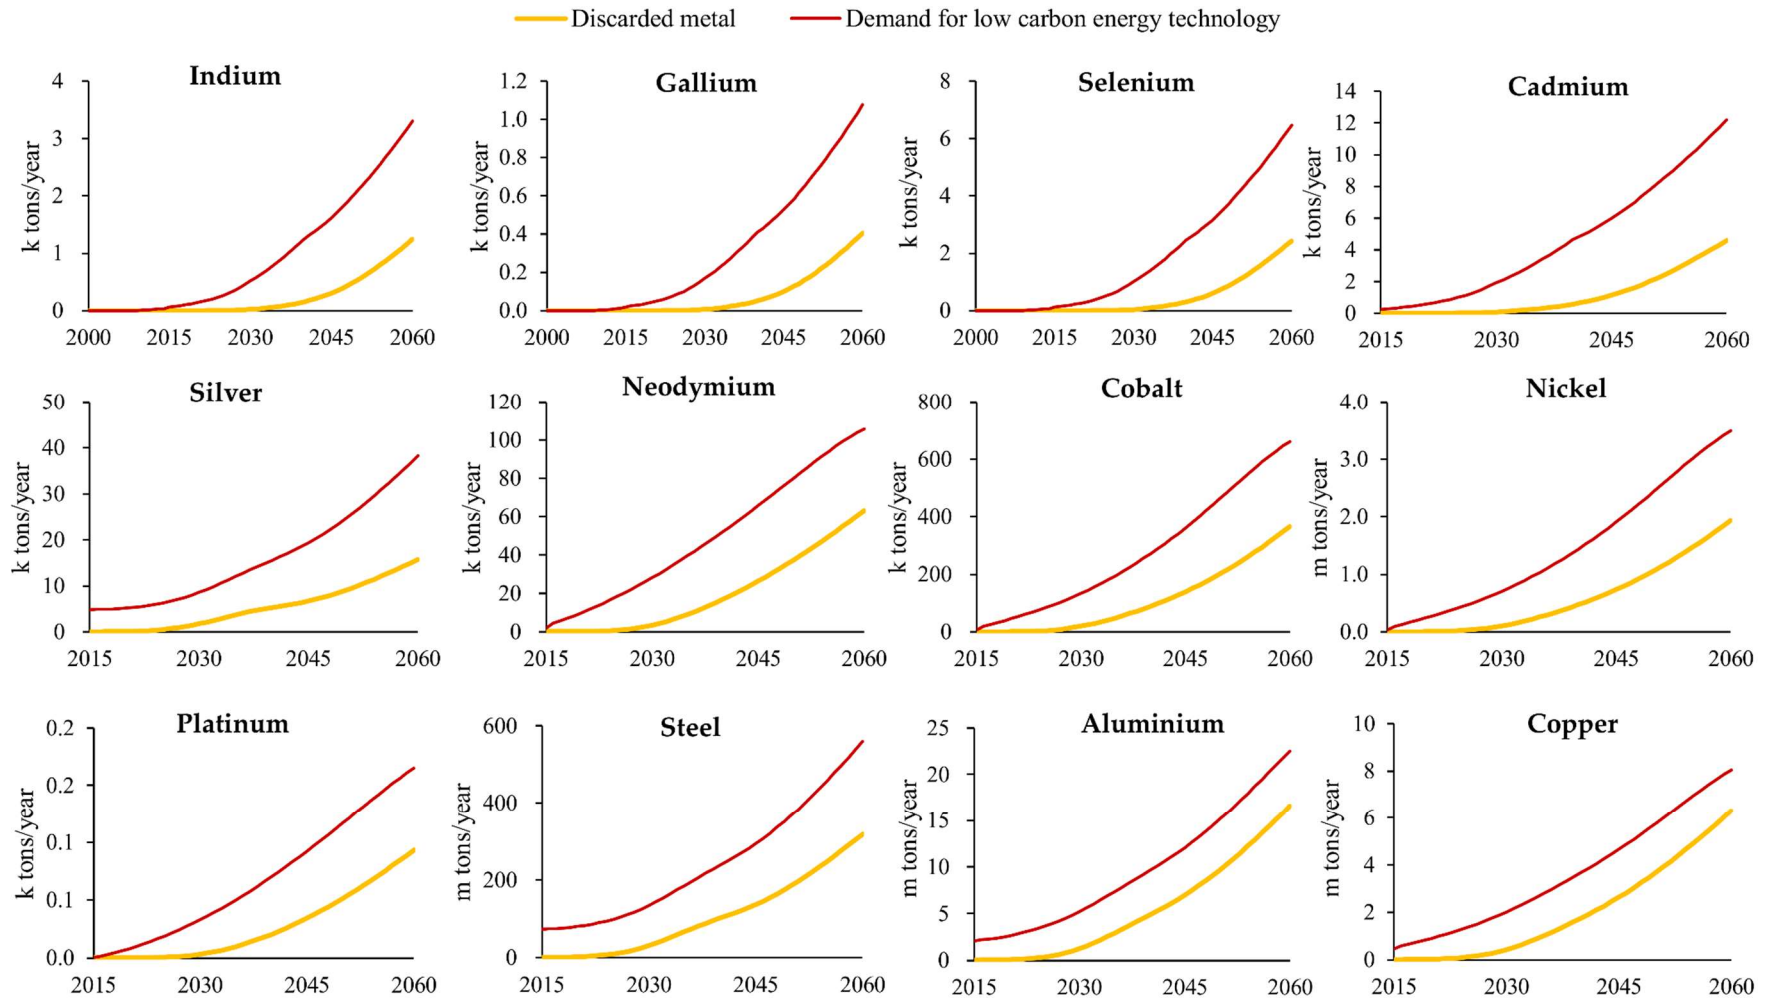 Discarded metal Demand for low carbon energy technology
Indium
4
3
2
1
0
k tons/year
2000 2015 2030 2045 2060
Gallium
1.2
1.0
0.8
0.6
0.4
0.2
0.0
k tons/year
2000 2015 2030 2045 2060
Selenium
8
6
4
2
0
k tons/year
2000 2015 2030 2045 2060
Cadmium
14
12
10
8
6
4
2
0
k tons/year
2015 2030 2045 2060
Silver
50
40
30
20
10
0
k tons/year
2015 2030 2045 2060
Neodymium
120
100
80
60
40
20
0
k tons/year
2015 2030 2045 2060
Cobalt
800
600
400
200
0
k tons/year
2015 2030 2045 2060
Nickel
4.0
3.0
2.0
1.0
0.0
m tons/year
2015 2030 2045 2060
Platinum
0.2
0.2
0.1
0.1
0.0
k tons/year
2015 2030 2045 2060
Steel
600
400
200
0
m tons/year
2015 2030 2045 2060
Aluminium
25
20
15
10
5
0
m tons/year
2015 2030 2045 2060
Copper
10
8
6
4
2
0
m tons/year
2015 2030 2045 2060